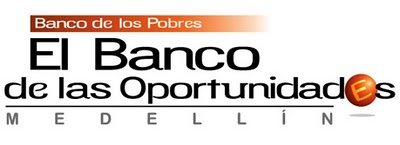 Banco de los Pobres
El Banco
de las Oportunidades
MEDELLÍN